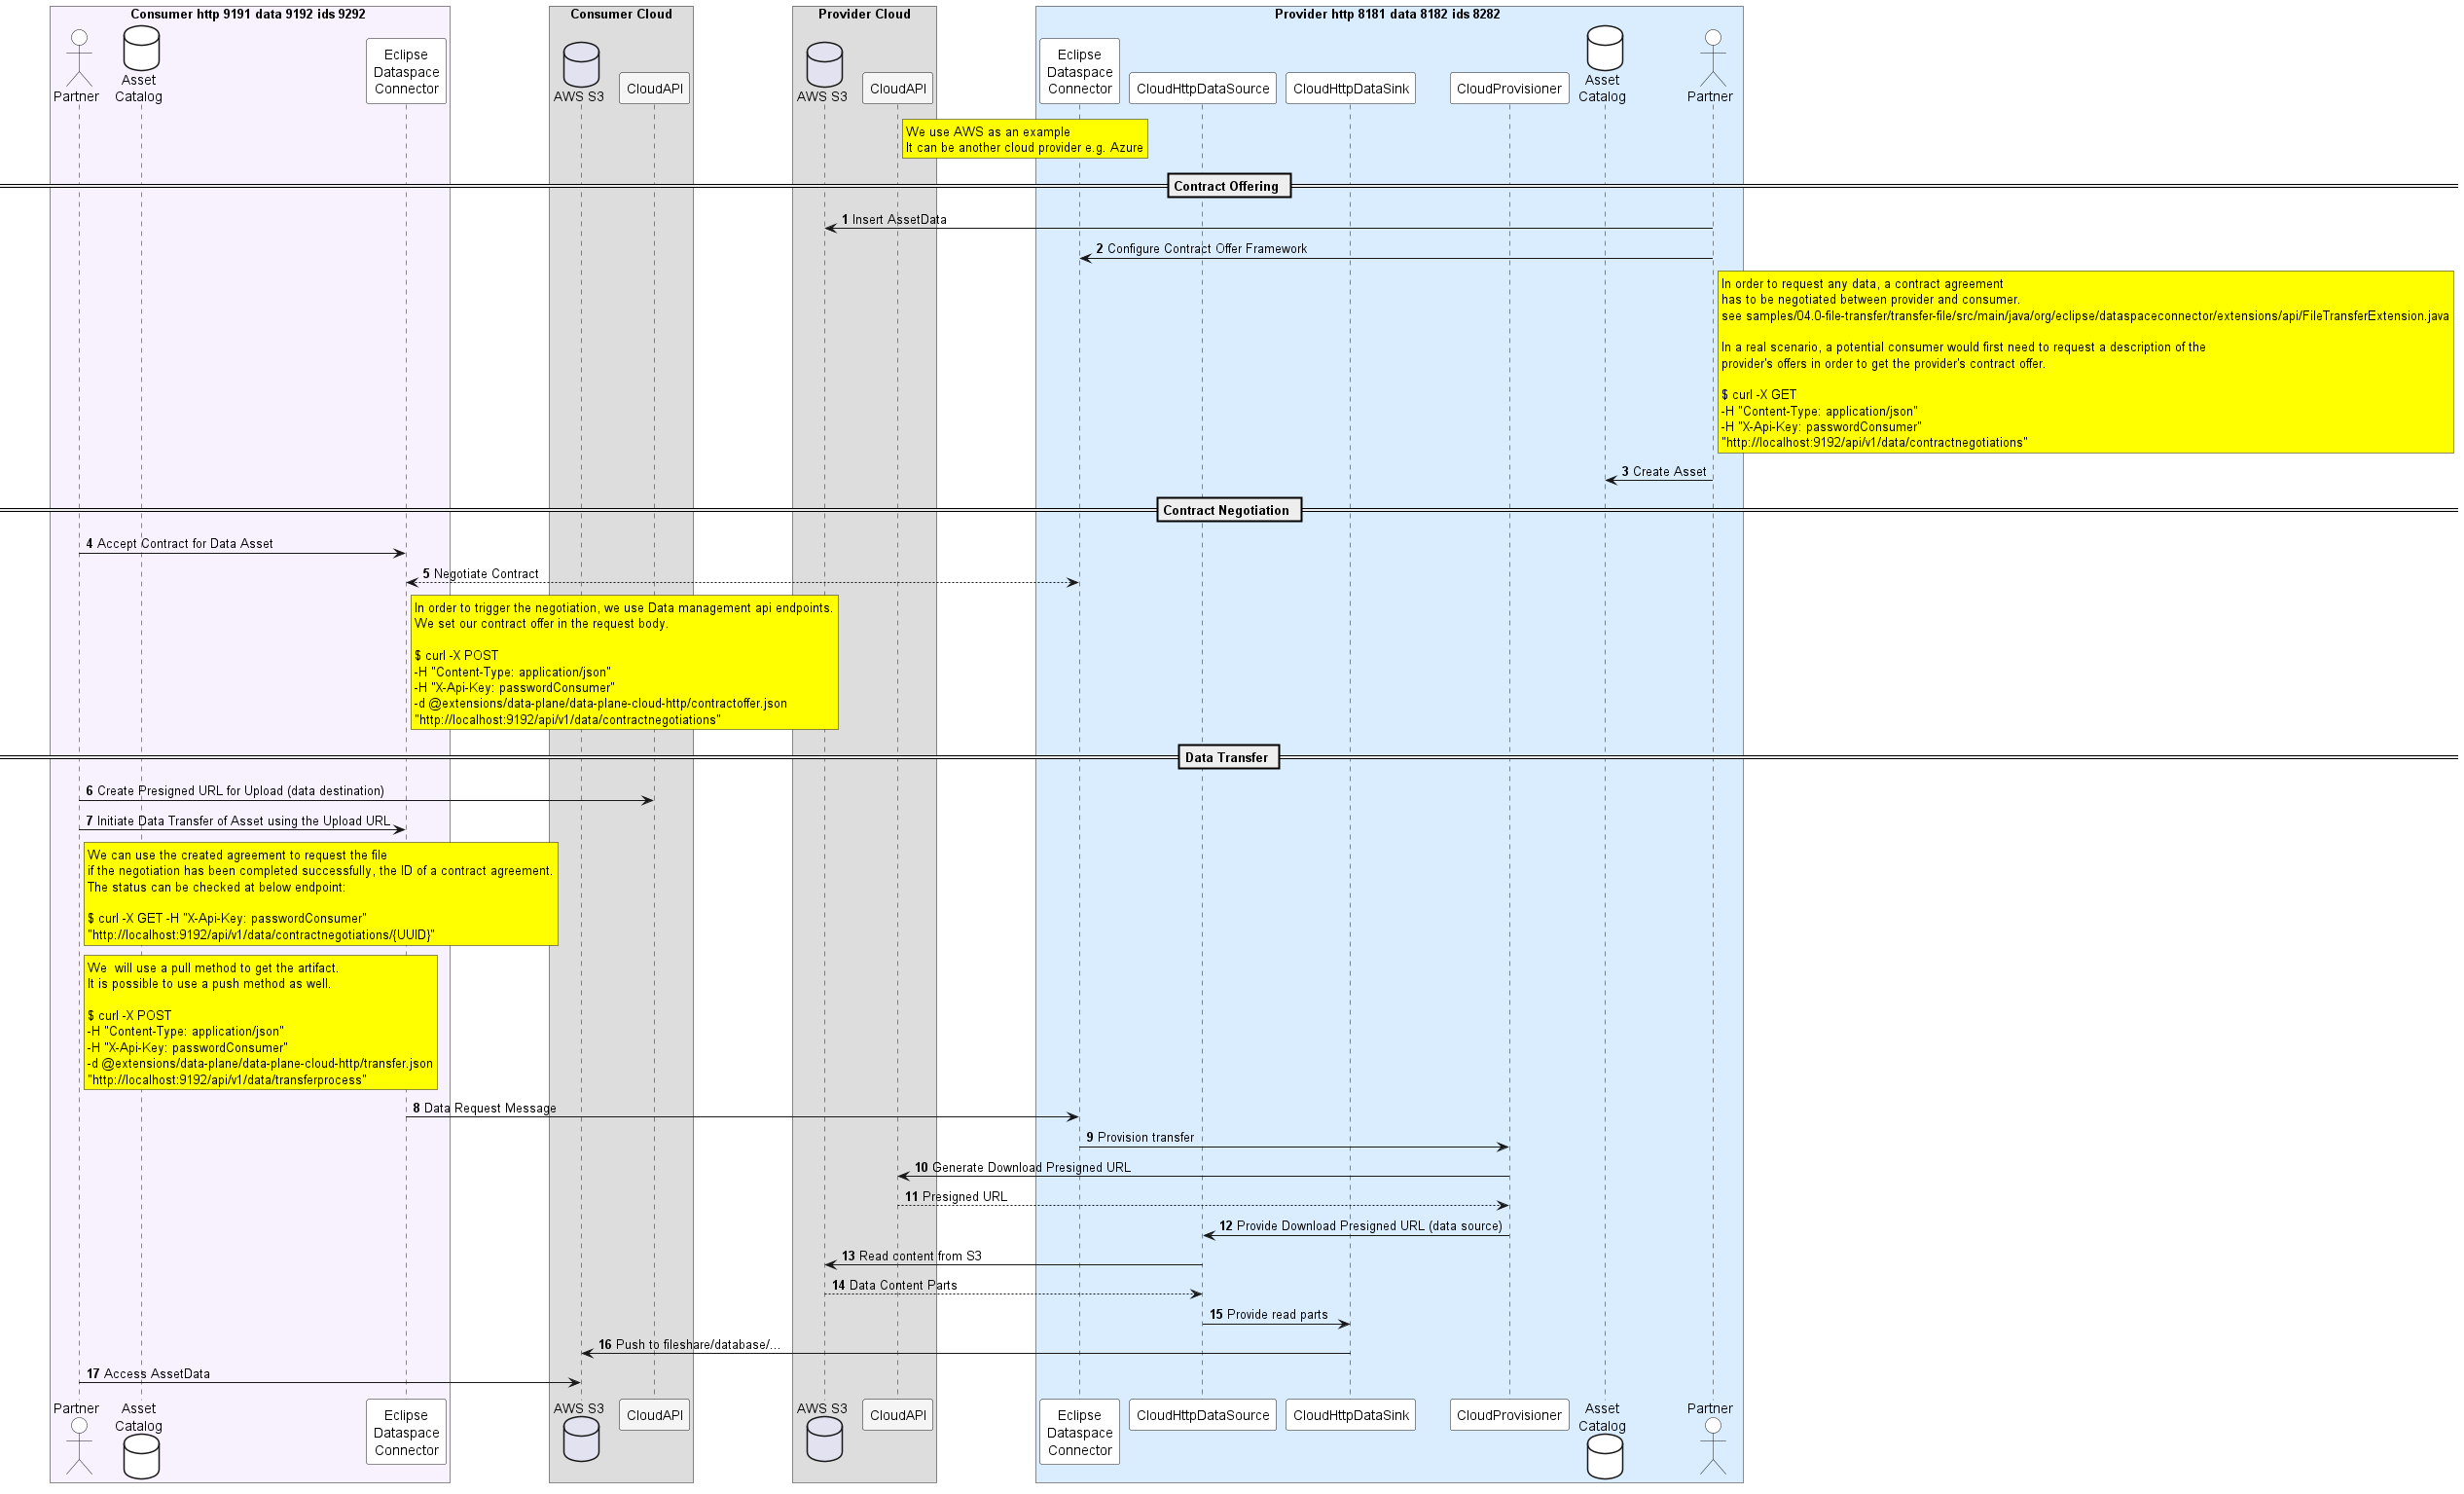 Consumer http 9191 data 9192 ids 9292
Consumer Cloud
Provider Cloud
Provider http 8181 data 8182 ids 8282
Partner
Asset
Catalog
Eclipse
Dataspace
Connector
AWS S3
CloudAPI
AWS S3
CloudAPI
Eclipse
Dataspace
Connector
CloudHttpDataSource
CloudHttpDataSink
CloudProvisioner
Asset
Catalog
Partner
We use AWS as an example
It can be another cloud provider e.g. Azure
Contract Offering
1 Insert AssetData
2 Configure Contract Offer Framework
In order to request any data, a contract agreement
has to be negotiated between provider and consumer.
see samples/04.0-file-transfer/transfer-file/src/main/java/org/eclipse/dataspaceconnector/extensions/api/FileTransferExtension.java
In a real scenario, a potential consumer would first need to request a description of the
provider's offers in order to get the provider's contract offer.
$ curl -X GET
-H "Content-Type: application/json"
-H "X-Api-Key: passwordConsumer"
"http://localhost:9192/api/v1/data/contractnegotiations"
3 Create Asset
Contract Negotiation
4 Accept Contract for Data Asset
5 Negotiate Contract
In order to trigger the negotiation, we use Data management api endpoints.
We set our contract offer in the request body.
$ curl -X POST
-H "Content-Type: application/json"
-H "X-Api-Key: passwordConsumer"
-d @extensions/data-plane/data-plane-cloud-http/contractoffer.json
"http://localhost:9192/api/v1/data/contractnegotiations"
Data Transfer
6 Create Presigned URL for Upload (data destination)
7 Initiate Data Transfer of Asset using the Upload URL
We can use the created agreement to request the file
if the negotiation has been completed successfully, the ID of a contract agreement.
The status can be checked at below endpoint:
$ curl -X GET -H "X-Api-Key: passwordConsumer"
"http://localhost:9192/api/v1/data/contractnegotiations/{UUID}"
We  will use a pull method to get the artifact.
It is possible to use a push method as well.
$ curl -X POST
-H "Content-Type: application/json"
-H "X-Api-Key: passwordConsumer"
-d @extensions/data-plane/data-plane-cloud-http/transfer.json
"http://localhost:9192/api/v1/data/transferprocess"
8 Data Request Message
9 Provision transfer
10 Generate Download Presigned URL
11 Presigned URL
12 Provide Download Presigned URL (data source)
13 Read content from S3
14 Data Content Parts
15 Provide read parts
16 Push to fileshare/database/...
17 Access AssetData
Partner
Asset
Catalog
Eclipse
Dataspace
Connector
AWS S3
CloudAPI
AWS S3
CloudAPI
Eclipse
Dataspace
Connector
CloudHttpDataSource
CloudHttpDataSink
CloudProvisioner
Asset
Catalog
Partner